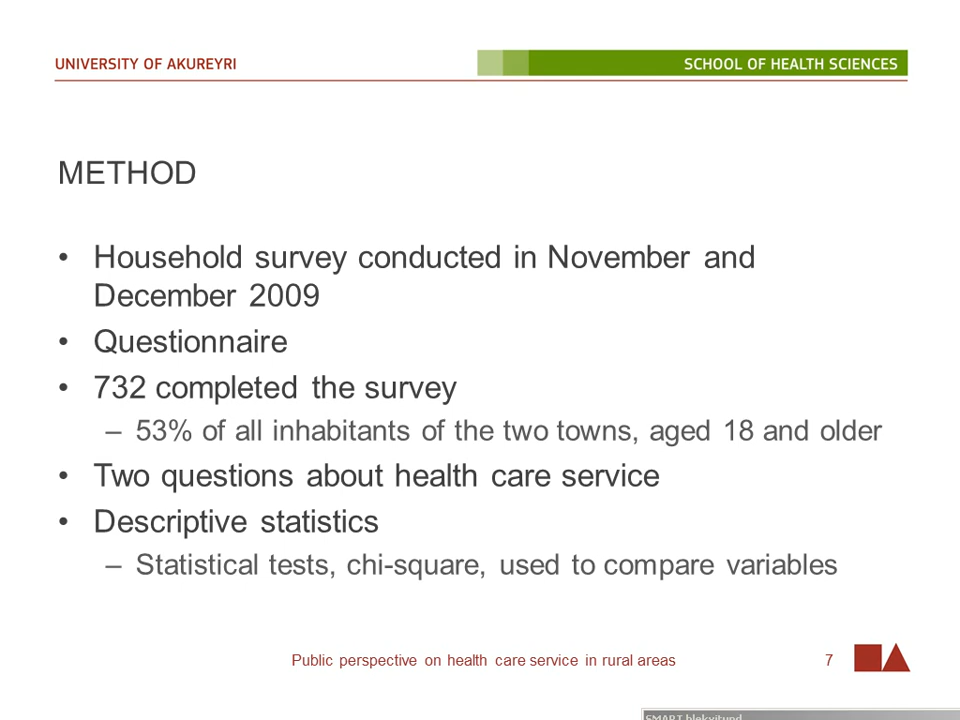 UNIVERSITY OF AKUREYRI
SCHOOL OF HEALTH SCIENCES
METHOD
• Household survey conducted in November and
December 2009
• Questionnaire
• 732 completed the survey
– 53% of all inhabitants of the two towns, aged 18 and older
• Two questions about health care service
• Descriptive statistics
– Statistical tests, chi-square, used to compare variables
Public perspective on health care service in rural areas
7
SMART blekvitund